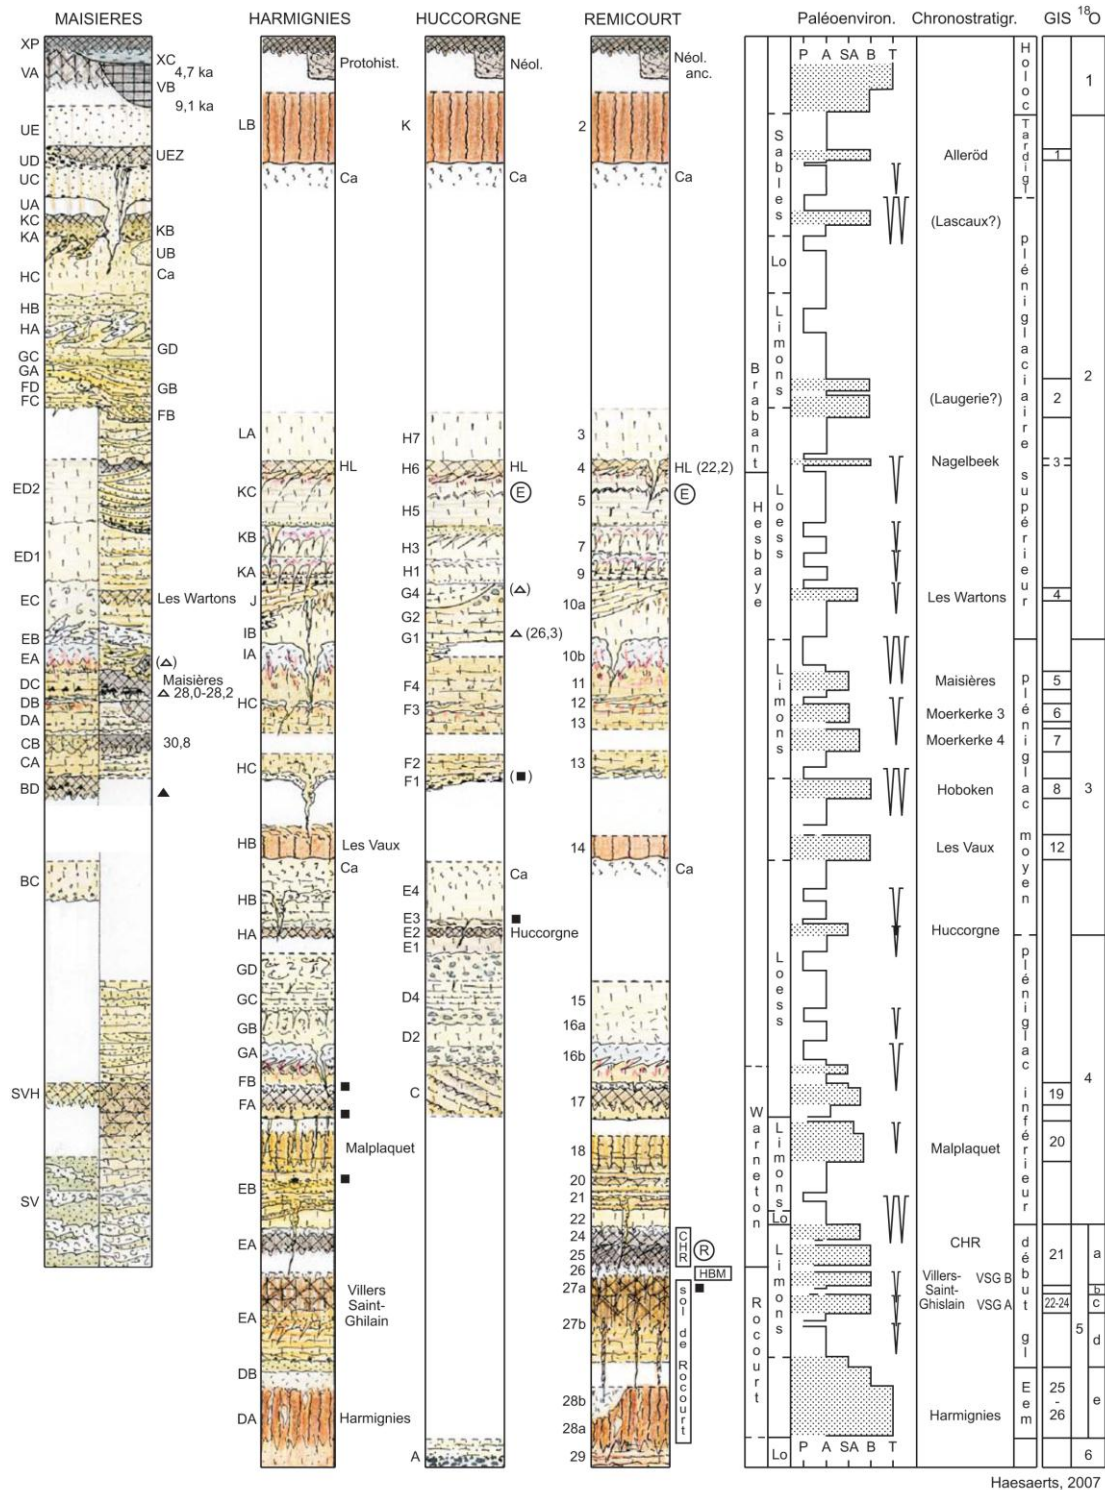 MAISIERES
HARMIGNIES
HUCCORGNE
REMICOURT
Paléoenviron.
Chronostratigr.
GIS
18O
XP
VA
UE
UD
UC
UA
KC
KA
HC
HB
HA
GC
GA
FD
FC
ED2
ED1
EC
EB
EA
DC
DB
DA
CB
CA
BD
BC
SVH
SV
XC
4,7 ka
VB
9,1 ka
UEZ
KB
UB
Ca
GD
GB
FB
Les Wartons
(△)
Maisières
△ 28,0-28,2
30,8
▲
LB
LA
KC
KB
KA
J
IB
IA
HC
HC
HB
HB
HA
GD
GC
GB
GA
FB
FA
EB
EA
EA
DB
DA
Protohist.
Ca
HL
Les Vaux
Ca
■
■
Malplaquet
■
Villers
Saint-
Ghilain
Harmignies
K
H7
H6
H5
H3
H1
G4
G2
G1
F4
F3
F2
F1
E4
E3
E2
E1
D4
D2
C
A
Néol.
Ca
HL
E
(△)
△ (26,3)
(■)
Ca
■
Huccorgne
2
3
4
5
7
9
10a
10b
11
12
13
13
14
15
16a
16b
17
18
20
21
22
24
25
26
27a
27b
28b
28a
29
Néol.
anc.
Ca
HL (22,2)
E
Ca
CHR
R
HBM
■
sol de Rocourt
Brabant
Hesbaye
Warneton
Rocourt
Sables
Lo
Limons
Loess
Limons
Loess
Limons
Lo
Limons
Lo
P A SA B T
P A SA B T
Alleröd
(Lascaux?)
(Laugerie?)
Nagelbeek
Les Wartons
Maisières
Moerkerke 3
Moerkerke 4
Hoboken
Les Vaux
Huccorgne
Malplaquet
CHR
Villers- VSG B
Saint-
Ghislain VSG A
Harmignies
Holoc
Tardigl
pléniglaciaire supérieur
pléniglac moyen
pléniglac inférieur
début gl
Eem
1
2
3
4
5
6
7
8
12
19
20
21
22-24
25
-
26
1
2
3
4
5
a
b
c
d
e
6
Haesaerts, 2007